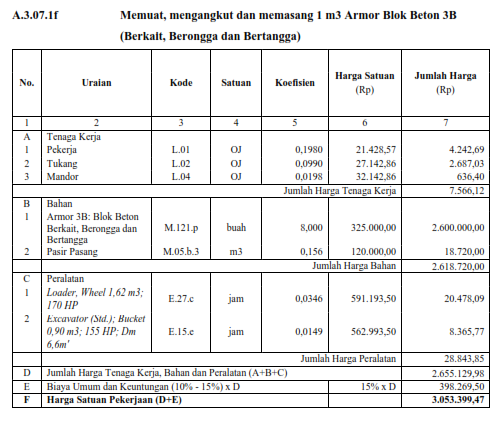 A.3.07.1f Memuat, mengangkut dan memasang 1 m3 Armor Blok Beton 3B
(Berkait, Berongga dan Bertangga)
No. Uraian Kode Satuan Koefisien Harga Satuan (Rp) Jumlah Harga (Rp)
1 2 3 4 5 6 7
A Tenaga Kerja
1 Pekerja L.01 OJ 0,1980 21.428,57 4.242,69
2 Tukang L.02 OJ 0,0990 27.142,86 2.687,03
3 Mandor L.04 OJ 0,0198 32.142,86 636,40
Jumlah Harga Tenaga Kerja 7.566,12
B Bahan
1 Armor 3B: Blok Beton
Berkait, Berongga dan M.121.p buah 8,000 325.000,00 2.600.000,00
Bertangga
2 Pasir Pasang M.05.b.3 m3 0,156 120.000,00 18.720,00
Jumlah Harga Bahan 2.618.720,00
C Peralatan
1 Loader, Wheel 1,62 m3;
170 HP E.27.c jam 0,0346 591.193,50 20.478,09
2 Excavator (Std.); Bucket
0,90 m3; 155 HP; Dm E.15.c jam 0,0149 562.993,50 8.365,77
6,6m'
Jumlah Harga Peralatan 28.843,85
D Jumlah Harga Tenaga Kerja, Bahan dan Peralatan (A+B+C) 2.655.129,98
E Biaya Umum dan Keuntungan (10% - 15%) x D 15% x D 398.269,50
F Harga Satuan Pekerjaan (D+E) 3.053.399,47